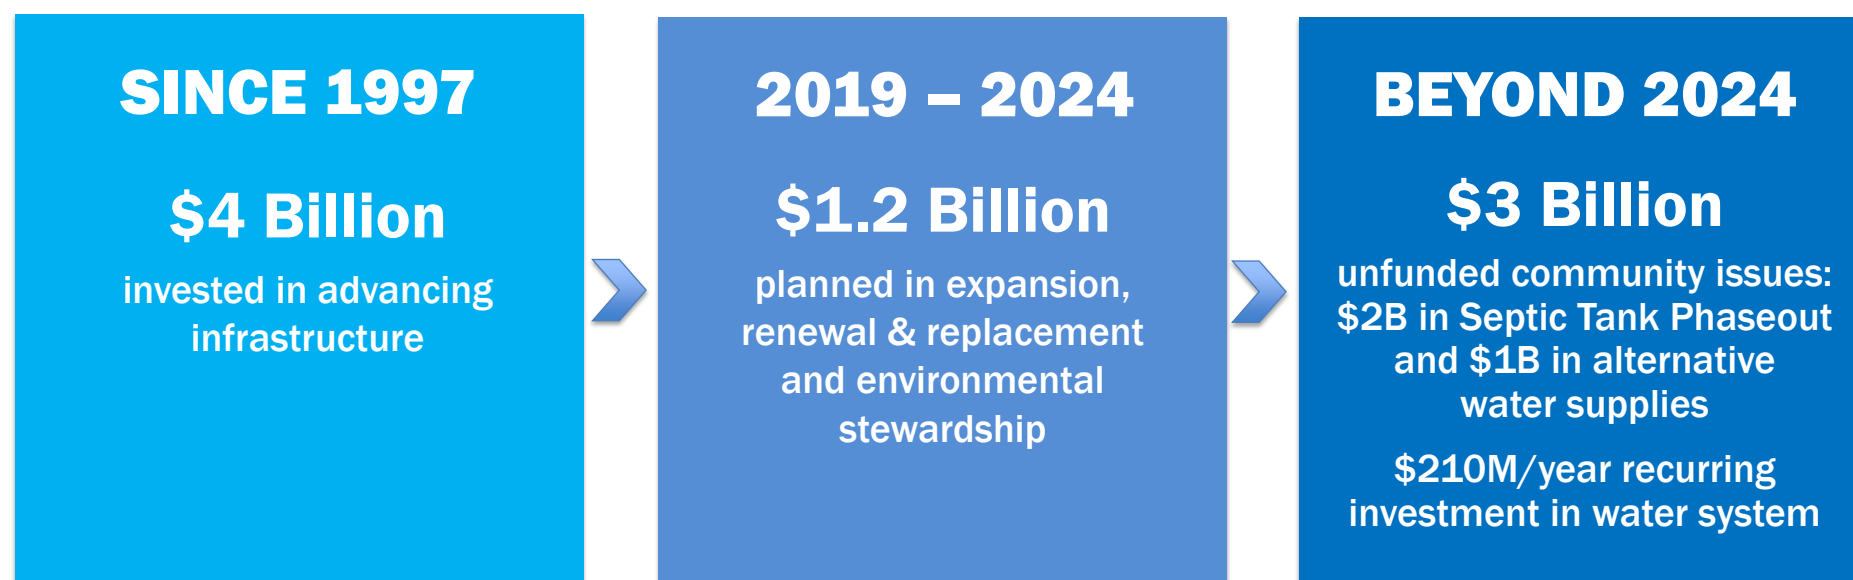 SINCE 1997
$4 Billion
invested in advancing
infrastructure
2019 – 2024
$1.2 Billion
planned in expansion,
renewal & replacement
and environmental
stewardship
BEYOND 2024
$3 Billion
unfunded community issues:
$2B in Septic Tank Phaseout
and $1B in alternative
water supplies
$210M/year recurring
investment in water system